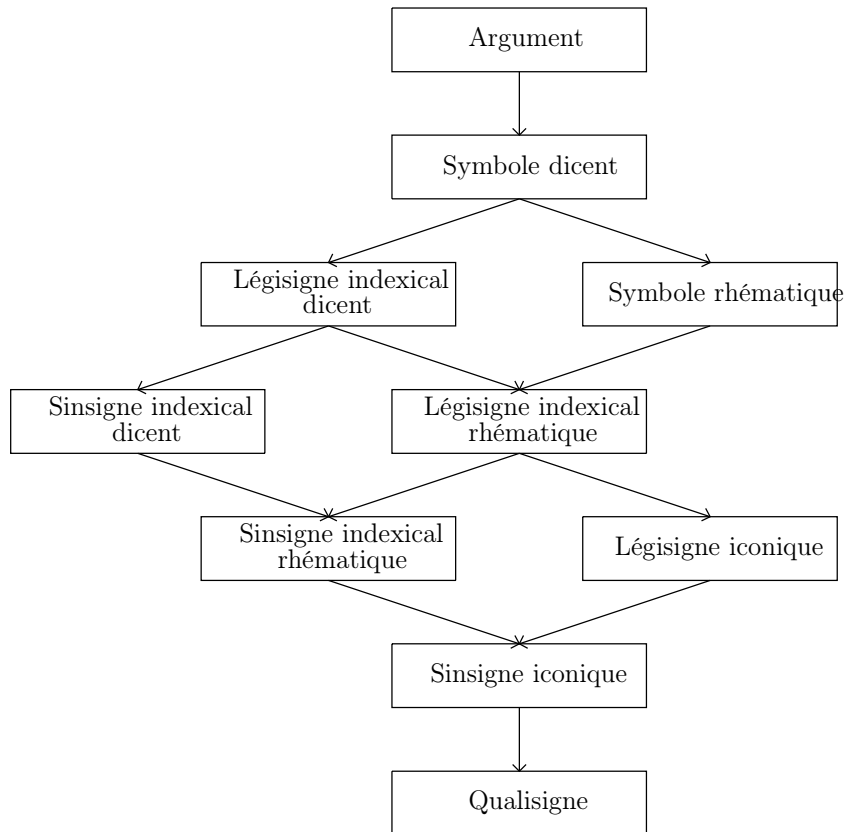 Argument
Symbole dicent
Légisigne indexical
dicent
Symbole rhématique
Sinsigne indexical
dicent
Légisigne indexical
rhématique
Sinsigne indexical
rhématique
Légisigne iconique
Sinsigne iconique
Qualisigne